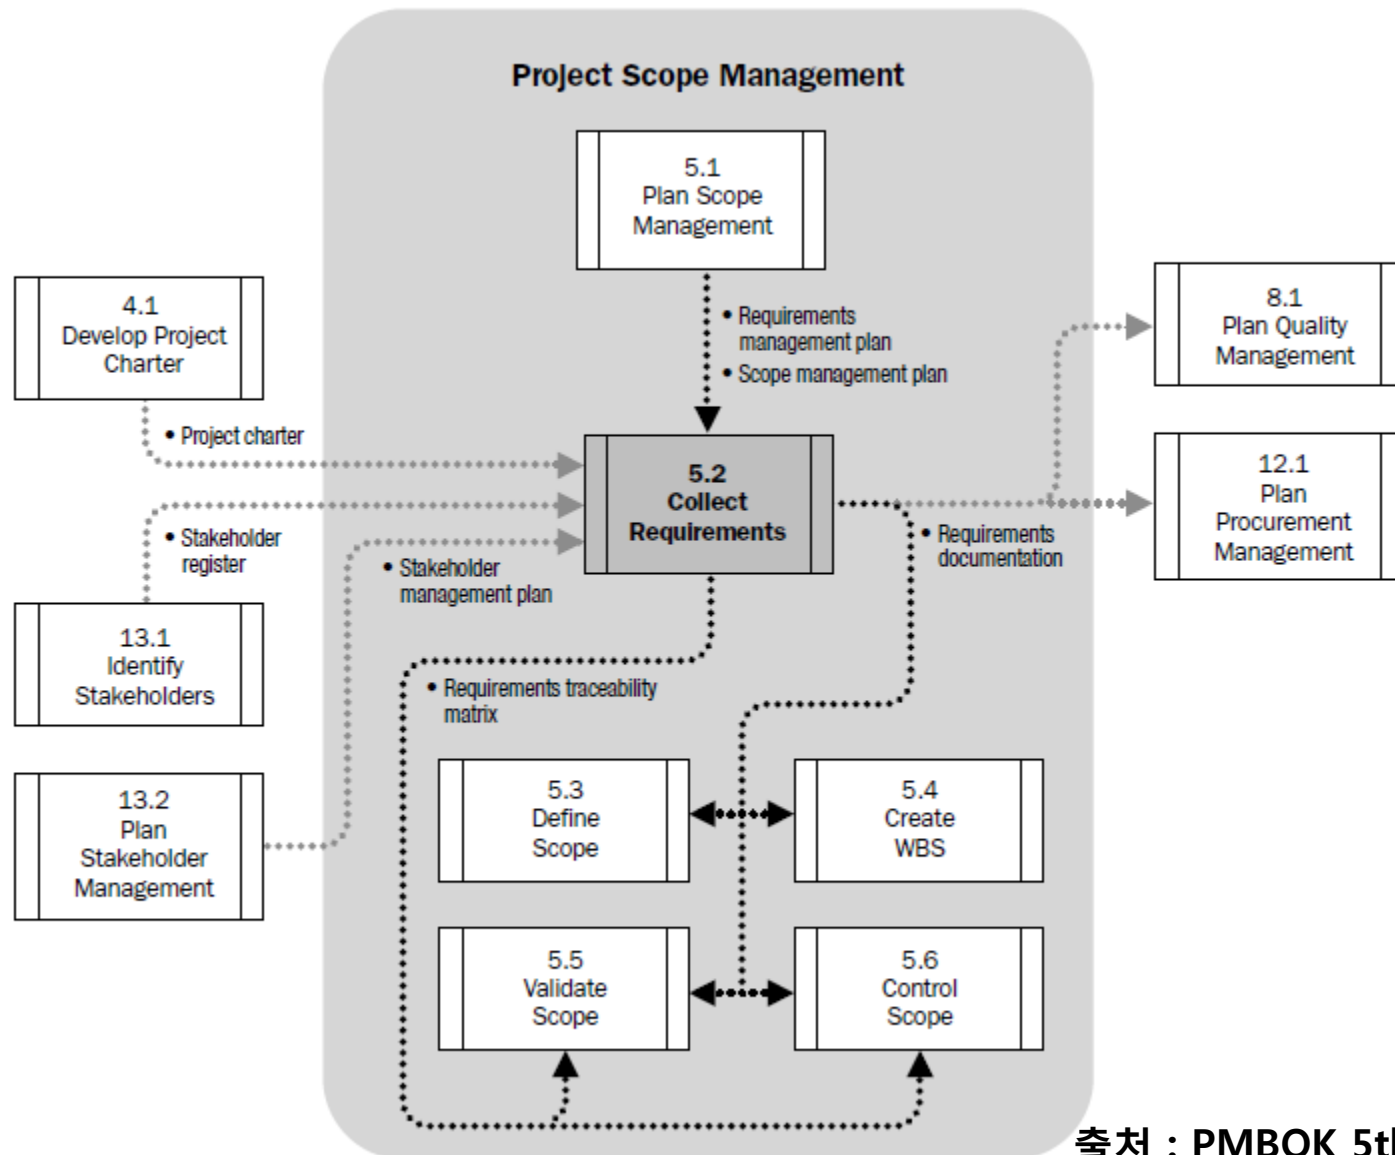 Project Scope Management
5.1
Plan Scope
Management
• Requirements
management plan
• Scope management plan
4.1
Develop Project
Charter
• Project charter
8.1
Plan Quality
Management
5.2
Collect
Requirements
12.1
Plan
Procurement
Management
• Stakeholder
register
• Stakeholder
management plan
• Requirements
documentation
13.1
Identify
Stakeholders
• Requirements traceability
matrix
13.2
Plan
Stakeholder
Management
5.3
Define
Scope
5.4
Create
WBS
5.5
Validate
Scope
5.6
Control
Scope
출처 : PMBOK 5th